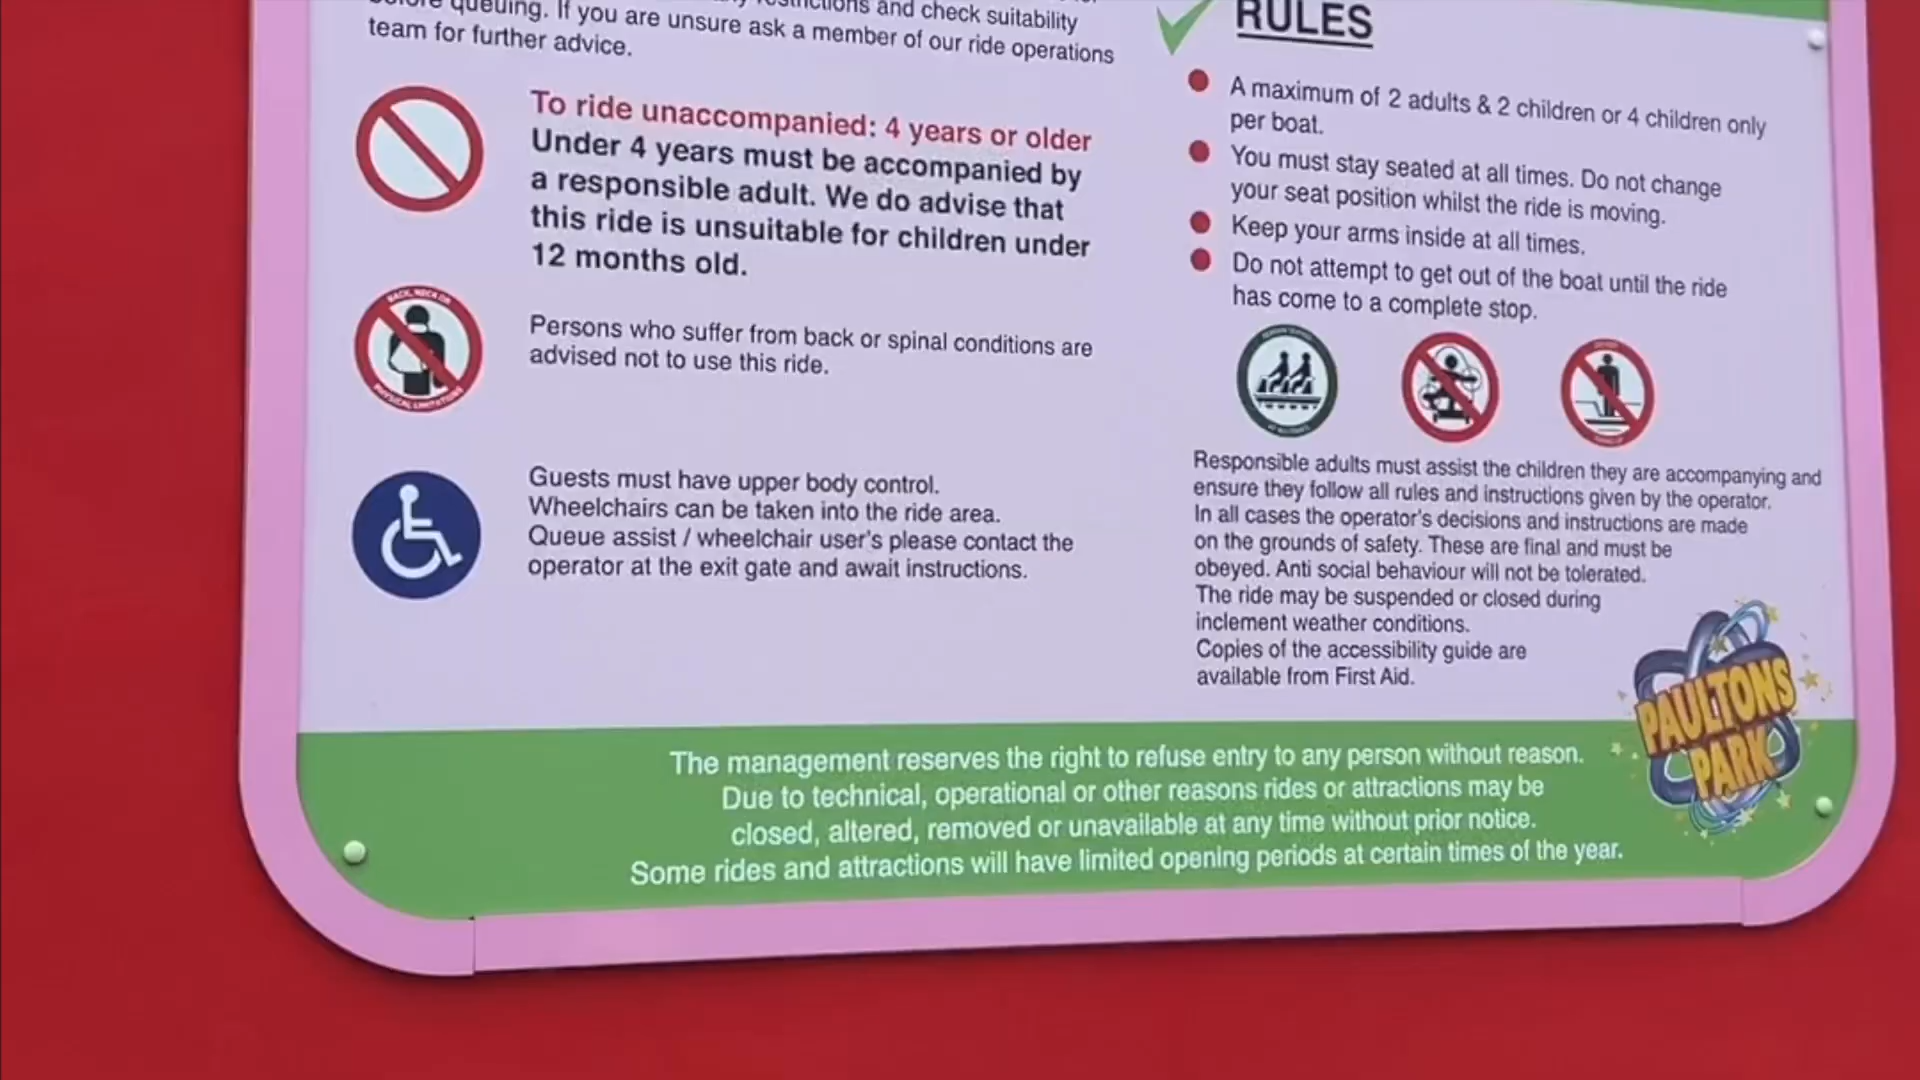 before queuing. If you are unsure ask a member of our ride operations
restrictions and check suitability
team for further advice.
To ride unaccompanied: 4 years or older
Under 4 years must be accompanied by
a responsible adult. We do advise that
this ride is unsuitable for children under
12 months old.
BACK, NECK OR
PHYSICAL LIMITATIONS
Persons who suffer from back or spinal conditions are
advised not to use this ride.
Guests must have upper body control.
Wheelchairs can be taken into the ride area.
Queue assist / wheelchair user's please contact the
operator at the exit gate and await instructions.
RULES
A maximum of 2 adults & 2 children or 4 children only
per boat.
You must stay seated at all times. Do not change
your seat position whilst the ride is moving.
Keep your arms inside at all times.
Do not attempt to get out of the boat until the ride
has come to a complete stop.
Responsible adults must assist the children they are accompanying and
ensure they follow all rules and instructions given by the operator.
In all cases the operator's decisions and instructions are made
on the grounds of safety. These are final and must be
obeyed. Anti social behaviour will not be tolerated.
The ride may be suspended or closed during
inclement weather conditions.
Copies of the accessibility guide are
available from First Aid.
PAULTONS
PARK
The management reserves the right to refuse entry to any person without reason.
Due to technical, operational or other reasons rides or attractions may be
closed, altered, removed or unavailable at any time without prior notice.
Some rides and attractions will have limited opening periods at certain times of the year.